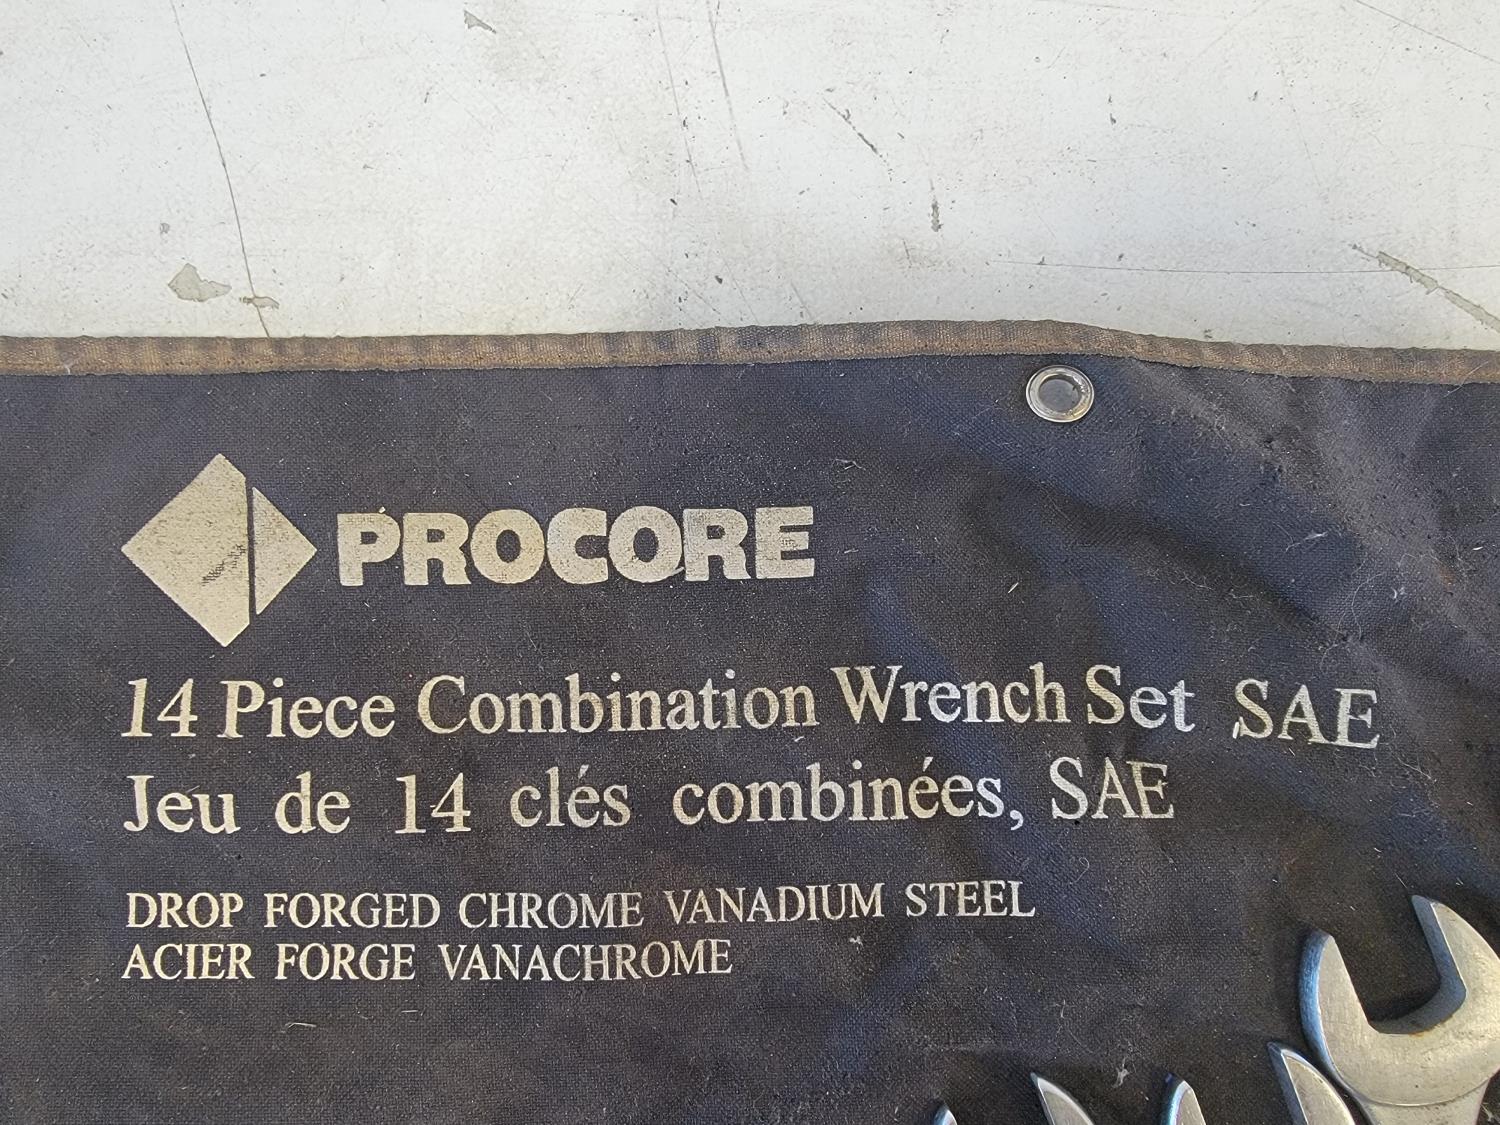 PROCORE
14 Piece Combination Wrench Set SAE
Jeu de 14 clés combinées, SAE
DROP FORGED CHROME VANADIUM STEEL
ACIER FORGE VANACHROME